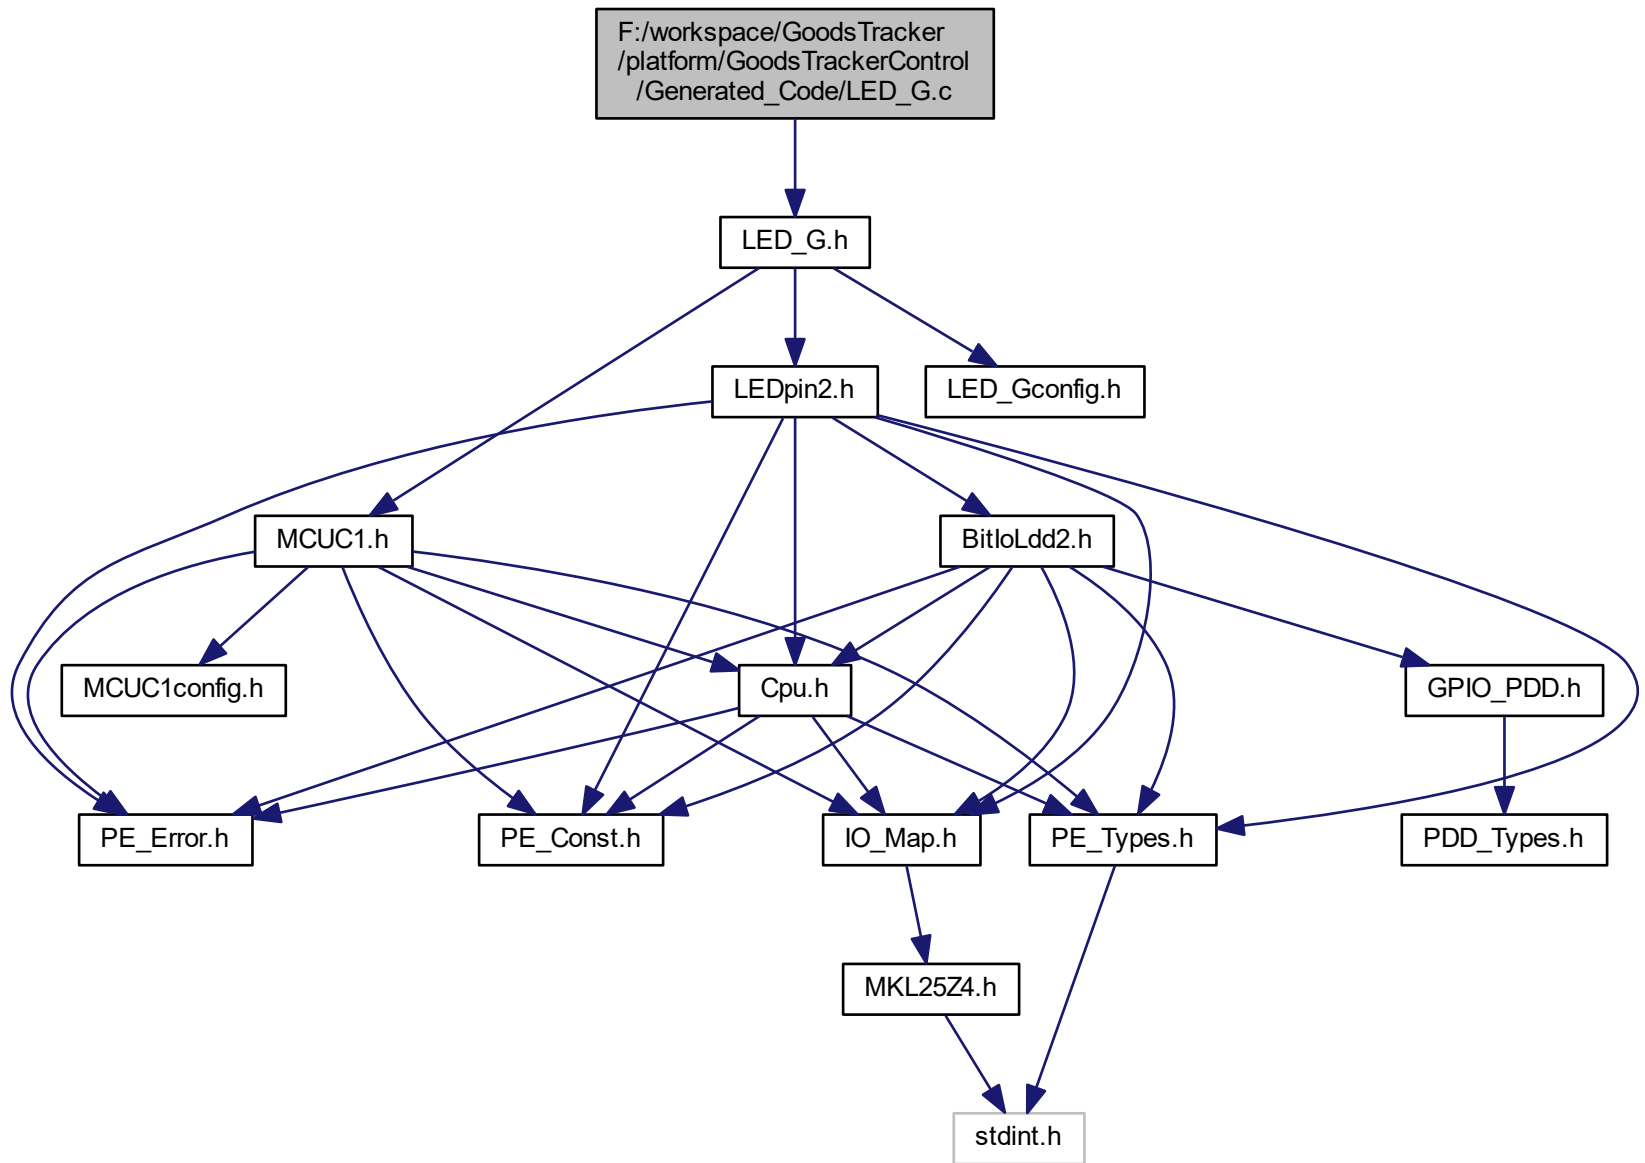 F:/workspace/GoodsTracker
/platform/GoodsTrackerControl
/Generated_Code/LED_G.c
LED_G.h
LEDpin2.h
LED_Gconfig.h
MCUC1.h
BitIoLdd2.h
MCUC1config.h
Cpu.h
GPIO_PDD.h
PE_Error.h
PE_Const.h
IO_Map.h
PE_Types.h
PDD_Types.h
MKL25Z4.h
stdint.h